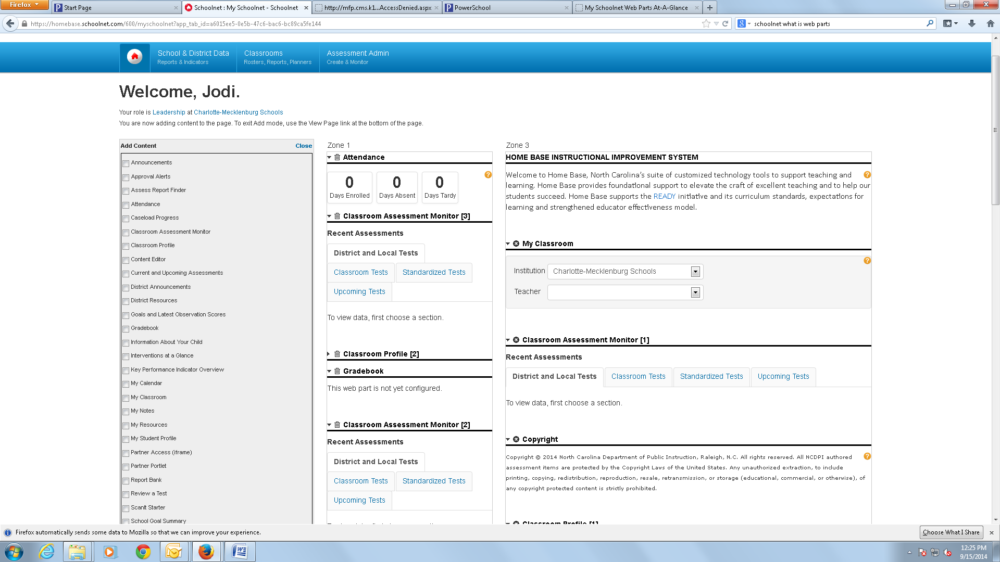 Firefox
Start Page
Schoolnet : My Schoolnet - Schoolnet
http://mfp.cms.k1...AccessDenied.aspx
PowerSchool
My Schoolnet Web Parts At-A-Glance
https://homebase.schoolnet.com/600/myschoolnet?app_tab_id=a6015ee5-0e5b-47c6-bac6-bc89ca5fe144
schoolnet what is web parts
School & District Data
Reports & Indicators
Classrooms
Rosters, Reports, Planners
Assessment Admin
Create & Monitor
Welcome, Jodi.
Your role is Leadership at Charlotte-Mecklenburg Schools
You are now adding content to the page. To exit Add mode, use the View Page link at the bottom of the page.
Add Content
Close
Announcements
Approval Alerts
Assess Report Finder
Attendance
Caseload Progress
Classroom Assessment Monitor
Classroom Profile
Content Editor
Current and Upcoming Assessments
District Announcements
District Resources
Goals and Latest Observation Scores
Gradebook
Information About Your Child
Interventions at a Glance
Key Performance Indicator Overview
My Calendar
My Classroom
My Notes
My Resources
My Student Profile
Partner Access (iframe)
Partner Portlet
Report Bank
Review a Test
ScanIt Starter
School Goal Summary
Zone 1
Attendance
0 0 0
Days Enrolled Days Absent Days Tardy
Classroom Assessment Monitor [3]
Recent Assessments
District and Local Tests
Classroom Tests Standardized Tests
Upcoming Tests
To view data, first choose a section.
Classroom Profile [2]
Gradebook
This web part is not yet configured.
Classroom Assessment Monitor [2]
Recent Assessments
District and Local Tests
Classroom Tests Standardized Tests
Upcoming Tests
Zone 3
HOME BASE INSTRUCTIONAL IMPROVEMENT SYSTEM
Welcome to Home Base, North Carolina's suite of customized technology tools to support teaching and
learning. Home Base provides foundational support to elevate the craft of excellent teaching and to help our
students succeed. Home Base supports the READY initiative and its curriculum standards, expectations for
learning and strengthened educator effectiveness model.
My Classroom
Institution Charlotte-Mecklenburg Schools
Teacher
Classroom Assessment Monitor [1]
Recent Assessments
District and Local Tests Classroom Tests Standardized Tests Upcoming Tests
To view data, first choose a section.
Copyright
Copyright © 2014 North Carolina Department of Public Instruction, Raleigh, N.C. All rights reserved. All NCDPI authored
assessment items are protected by the Copyright Laws of the United States. Any unauthorized extraction, to include
printing, copying, redistribution, reproduction, resale, retransmission, or storage (educational, commercial, or otherwise), of
any copyright protected content is strictly prohibited.
Classroom Profile [1]
Firefox automatically sends some data to Mozilla so that we can improve your experience.
Choose What I Share
12:25 PM
9/15/2014